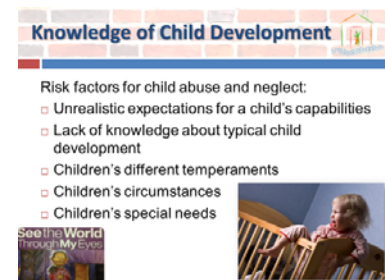 Knowledge of Child Development
Risk factors for child abuse and neglect:
Unrealistic expectations for a child's capabilities
Lack of knowledge about typical child
development
Children's different temperaments
Children's circumstances
Children's special needs
See the World
Through My Eyes